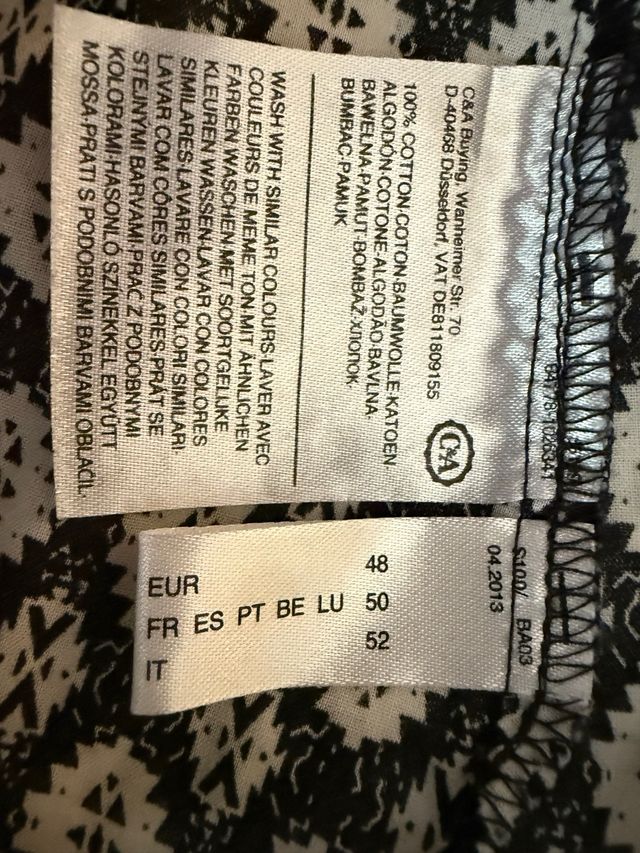 C&A Buying, Wanheimer Str. 70
D-40468 Düsseldorf, VAT DE811809155
C&A
100% COTTON·COTON·BAUMWOLLE·KATOEN·
ALGODÓN·COTONE·ALGODÃO·BAVLNA·
BAWEŁNA·PAMUT·BOMBAŽ·ХЛОПОК·
BUMBAC·PAMUK
WASH WITH SIMILAR COLOURS·LAVER AVEC
COULEURS DE MEME TON·MIT ÄHNLICHEN
FARBEN WASCHEN·MET SOORTGELIJKE
KLEUREN WASSEN·LAVAR CON COLORES
SIMILARES·LAVARE CON COLORI SIMILARI·
LAVAR COM CÔRES SIMILARES·PRÁT SE
STEJNÝMI BARVAMI·PRAĆ Z PODOBNYMI
KOLORAMI·HASONLÓ SZÍNEKKEL EGYÜTT
MOSSA·PRATI S PODOBNIMI BARVAMI OBLAČIL·
BA03
04.2013
EUR 48
FR ES PT BE LU 50
IT 52